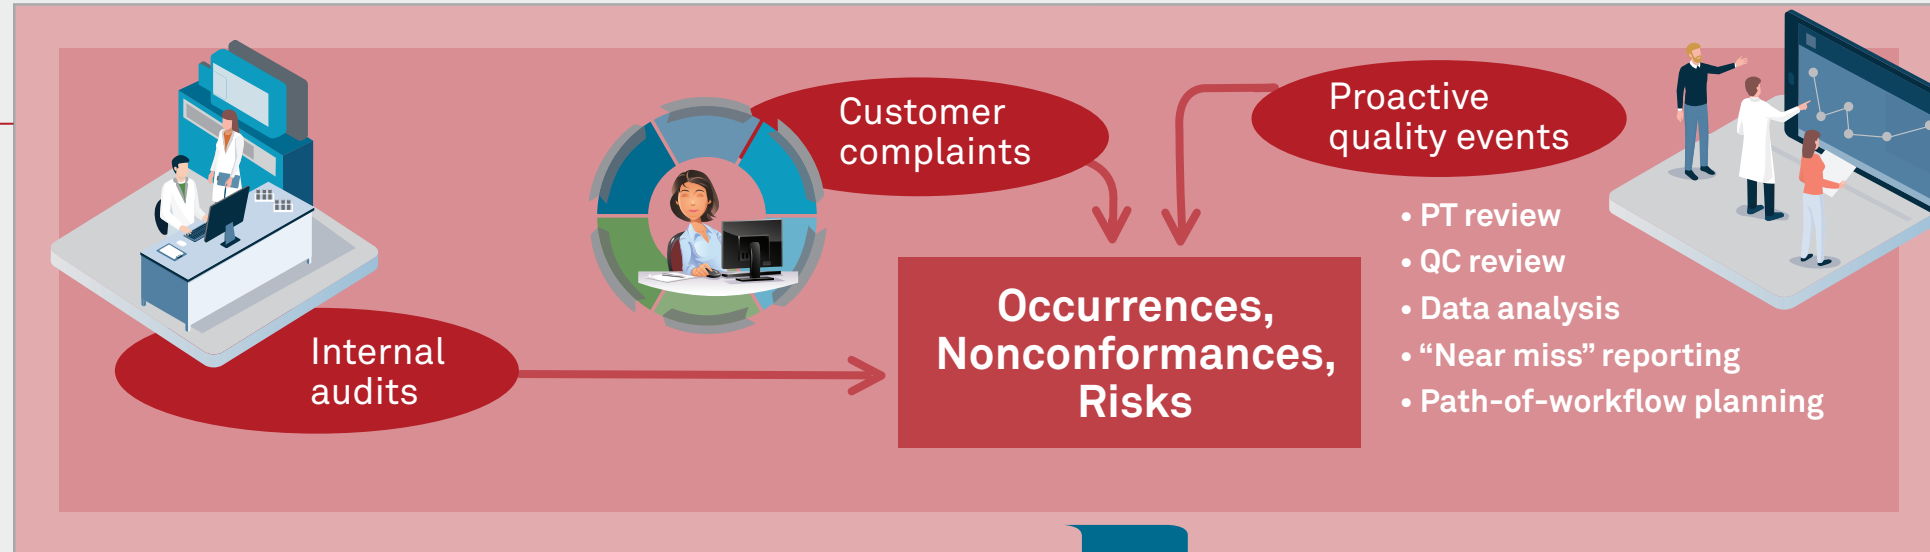 Customer
complaints
Proactive
quality events
• PT review
• QC review
• Data analysis
• “Near miss” reporting
• Path-of-workflow planning
Internal
audits
Occurrences,
Nonconformances,
Risks